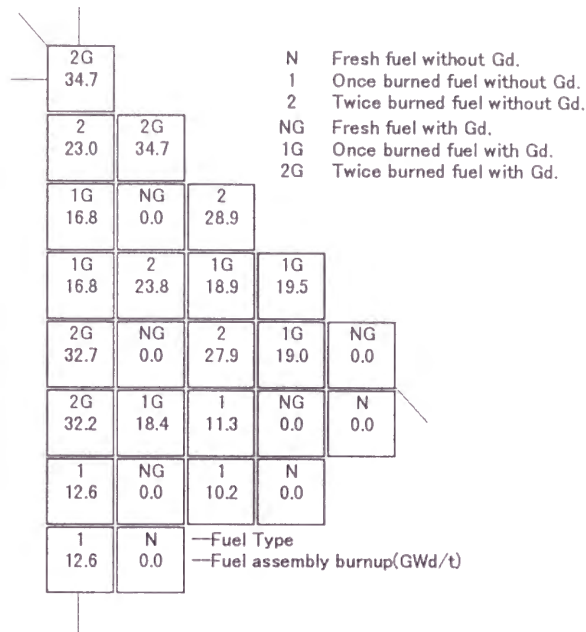 2G
34.7
N Fresh fuel without Gd.
1 Once burned fuel without Gd.
2 Twice burned fuel without Gd.
NG Fresh fuel with Gd.
1G Once burned fuel with Gd.
2G Twice burned fuel with Gd.
2 2G
23.0 34.7
1G NG 2
16.8 0.0 28.9
1G 2 1G 1G
16.8 23.8 18.9 19.5
2G NG 2 1G NG
32.7 0.0 27.9 19.0 0.0
2G 1G 1 NG N
32.2 18.4 11.3 0.0 0.0
1 NG 1 N
12.6 0.0 10.2 0.0
1 N Fuel Type
12.6 0.0 Fuel assembly burnup(GWd/t)